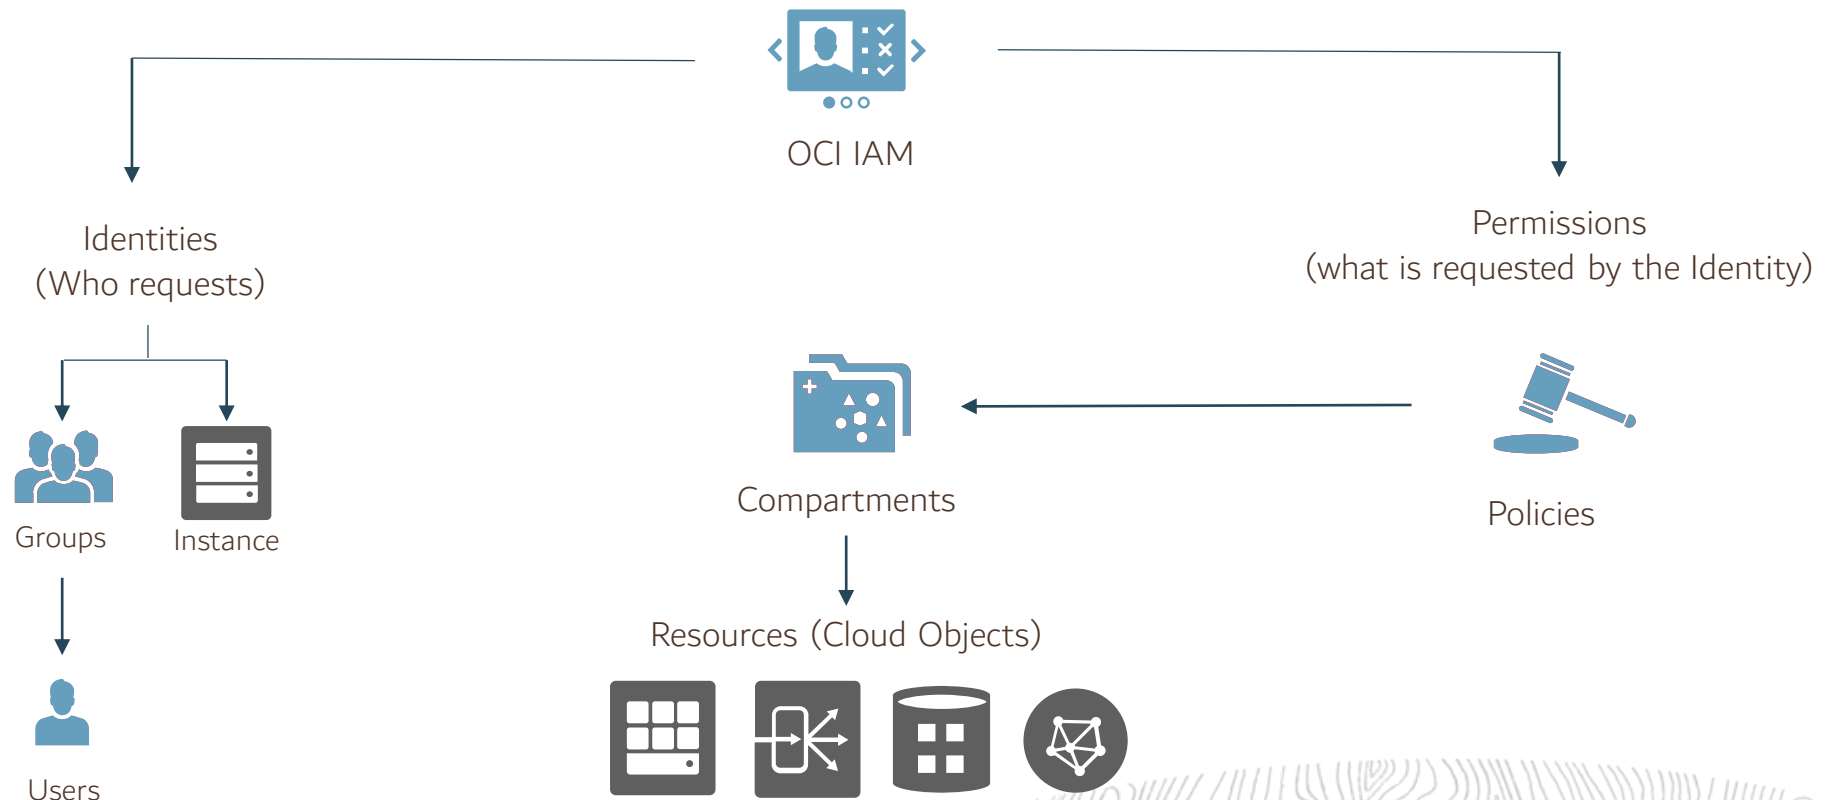 OCI IAM
Identities
(Who requests)
Permissions
(what is requested by the Identity)
Groups
Instance
Compartments
Policies
Resources (Cloud Objects)
Users